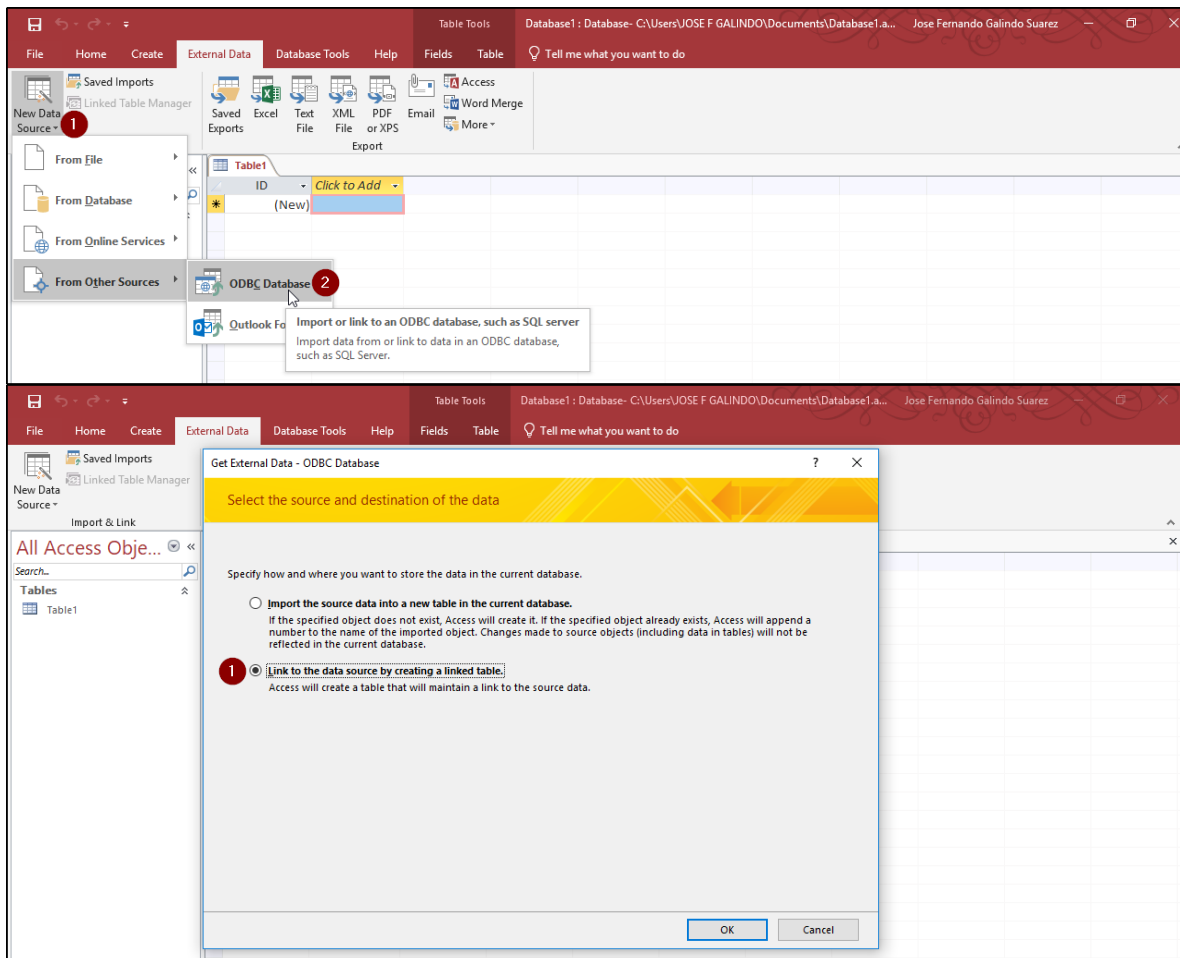 Table Tools Database1 : Database- C:\Users\JOSE F GALINDO\Documents\Database1.a... Jose Fernando Galindo Suarez
File Home Create External Data Database Tools Help Fields Table Tell me what you want to do
New Data Source
1
Saved Imports
Linked Table Manager
Saved Exports
Excel
Text File
XML File
PDF or XPS
Email
Access
Word Merge
More
Export
From File
From Database
From Online Services
From Other Sources
ODBC Database
2
Outlook Fo
Import or link to an ODBC database, such as SQL server
Import data from or link to data in an ODBC database,
such as SQL Server.
Table1
ID Click to Add
(New)
Table Tools Database1 : Database- C:\Users\JOSE F GALINDO\Documents\Database1.a... Jose Fernando Galindo Suarez
File Home Create External Data Database Tools Help Fields Table Tell me what you want to do
New Data Source
Saved Imports
Linked Table Manager
Import & Link
All Access Obje...
Search...
Tables
Table1
Get External Data - ODBC Database ?
Select the source and destination of the data
Specify how and where you want to store the data in the current database.
Import the source data into a new table in the current database.
If the specified object does not exist, Access will create it. If the specified object already exists, Access will append a
number to the name of the imported object. Changes made to source objects (including data in tables) will not be
reflected in the current database.
1 Link to the data source by creating a linked table.
Access will create a table that will maintain a link to the source data.
OK Cancel